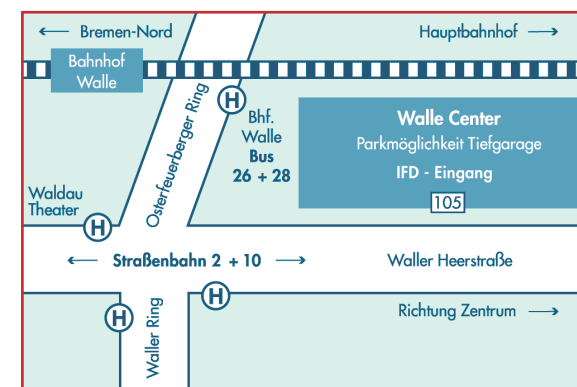 ← Bremen-Nord
Hauptbahnhof →
Bahnhof
Walle
Osterfeuerberger Ring
H
Bhf.
Walle
Bus
26 + 28
Walle Center
Parkmöglichkeit Tiefgarage
IFD - Eingang
105
Waldau
Theater
H
← Straßenbahn 2 + 10 →
Waller Heerstraße
H
H
Waller Ring
Richtung Zentrum →